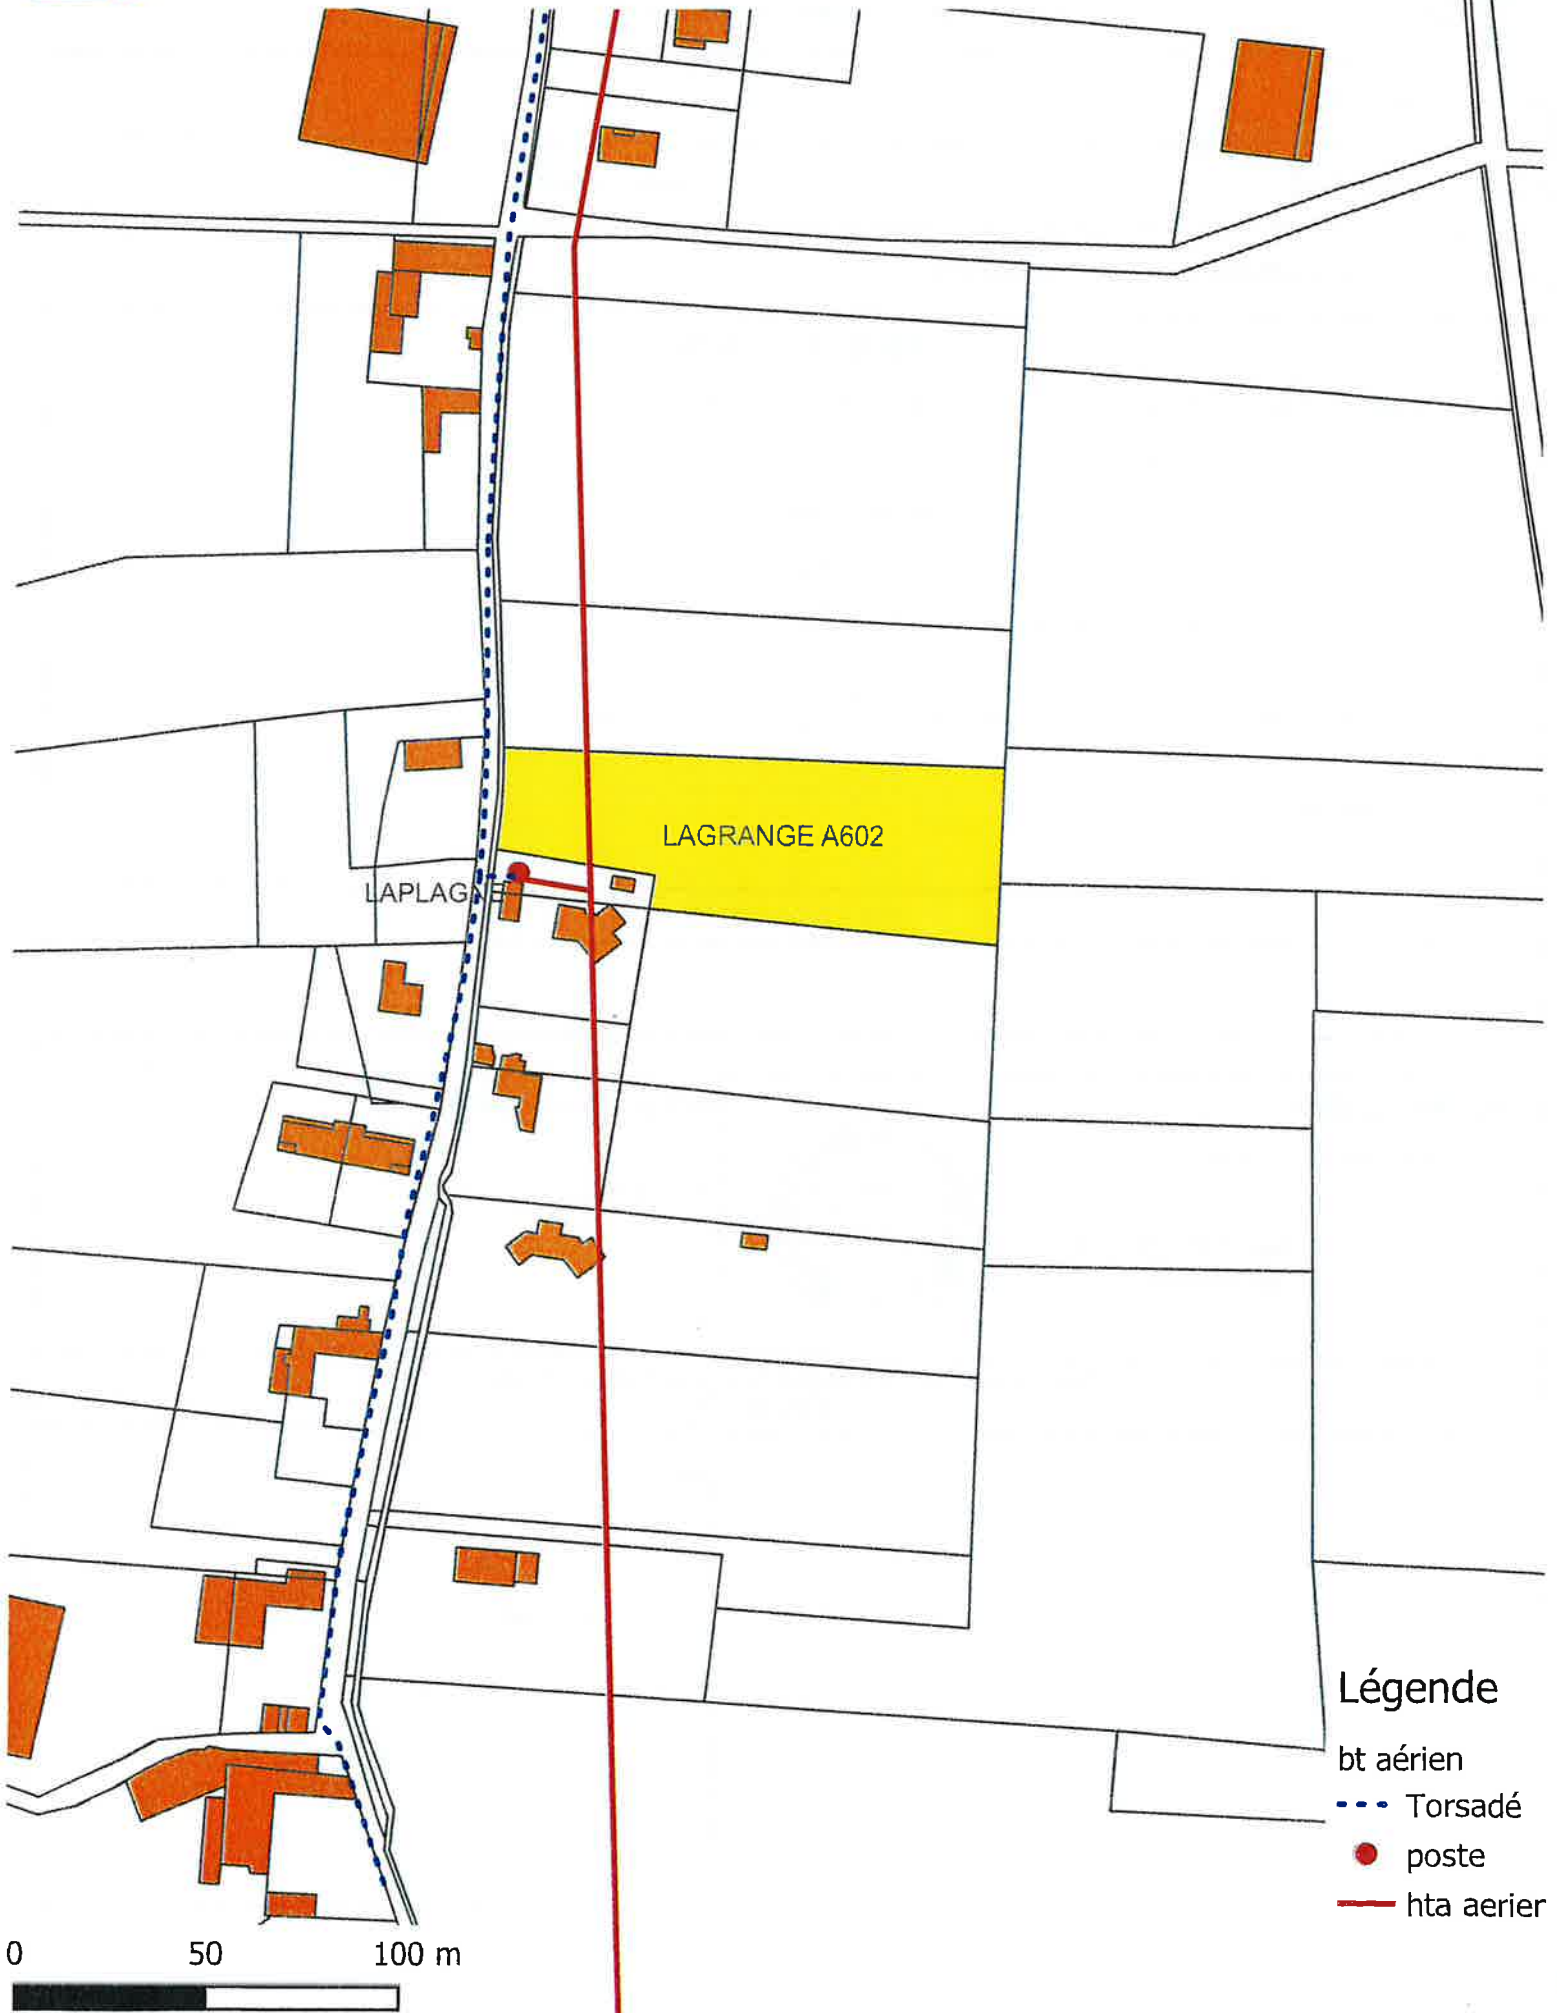 LAGRANGE A602
LAPLAGNE
Légende
bt aérien
Torsadé
poste
hta aerier
0 50 100 m